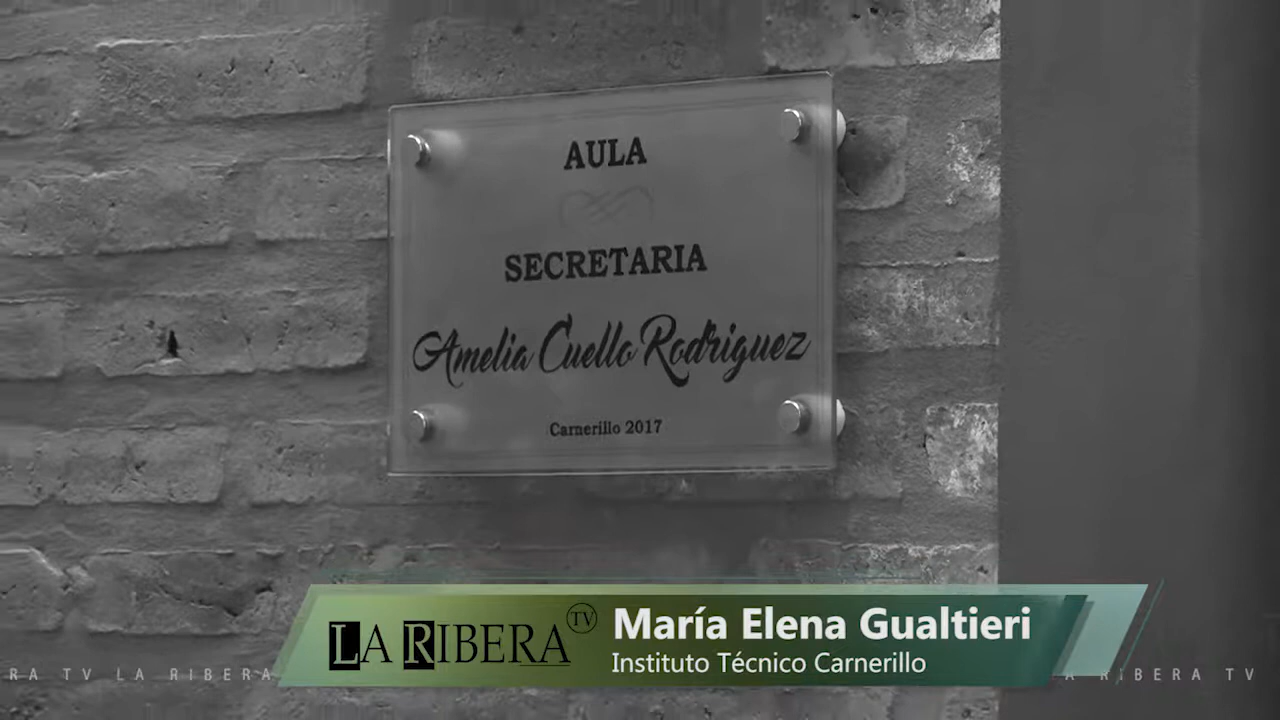 AULA
SECRETARIA
Amelia Cuello Rodriguez
Carnerillo 2017
LA RIBERA TV
María Elena Gualtieri
Instituto Técnico Carnerillo
RA TV LA RIBERA
A RIBERA TV